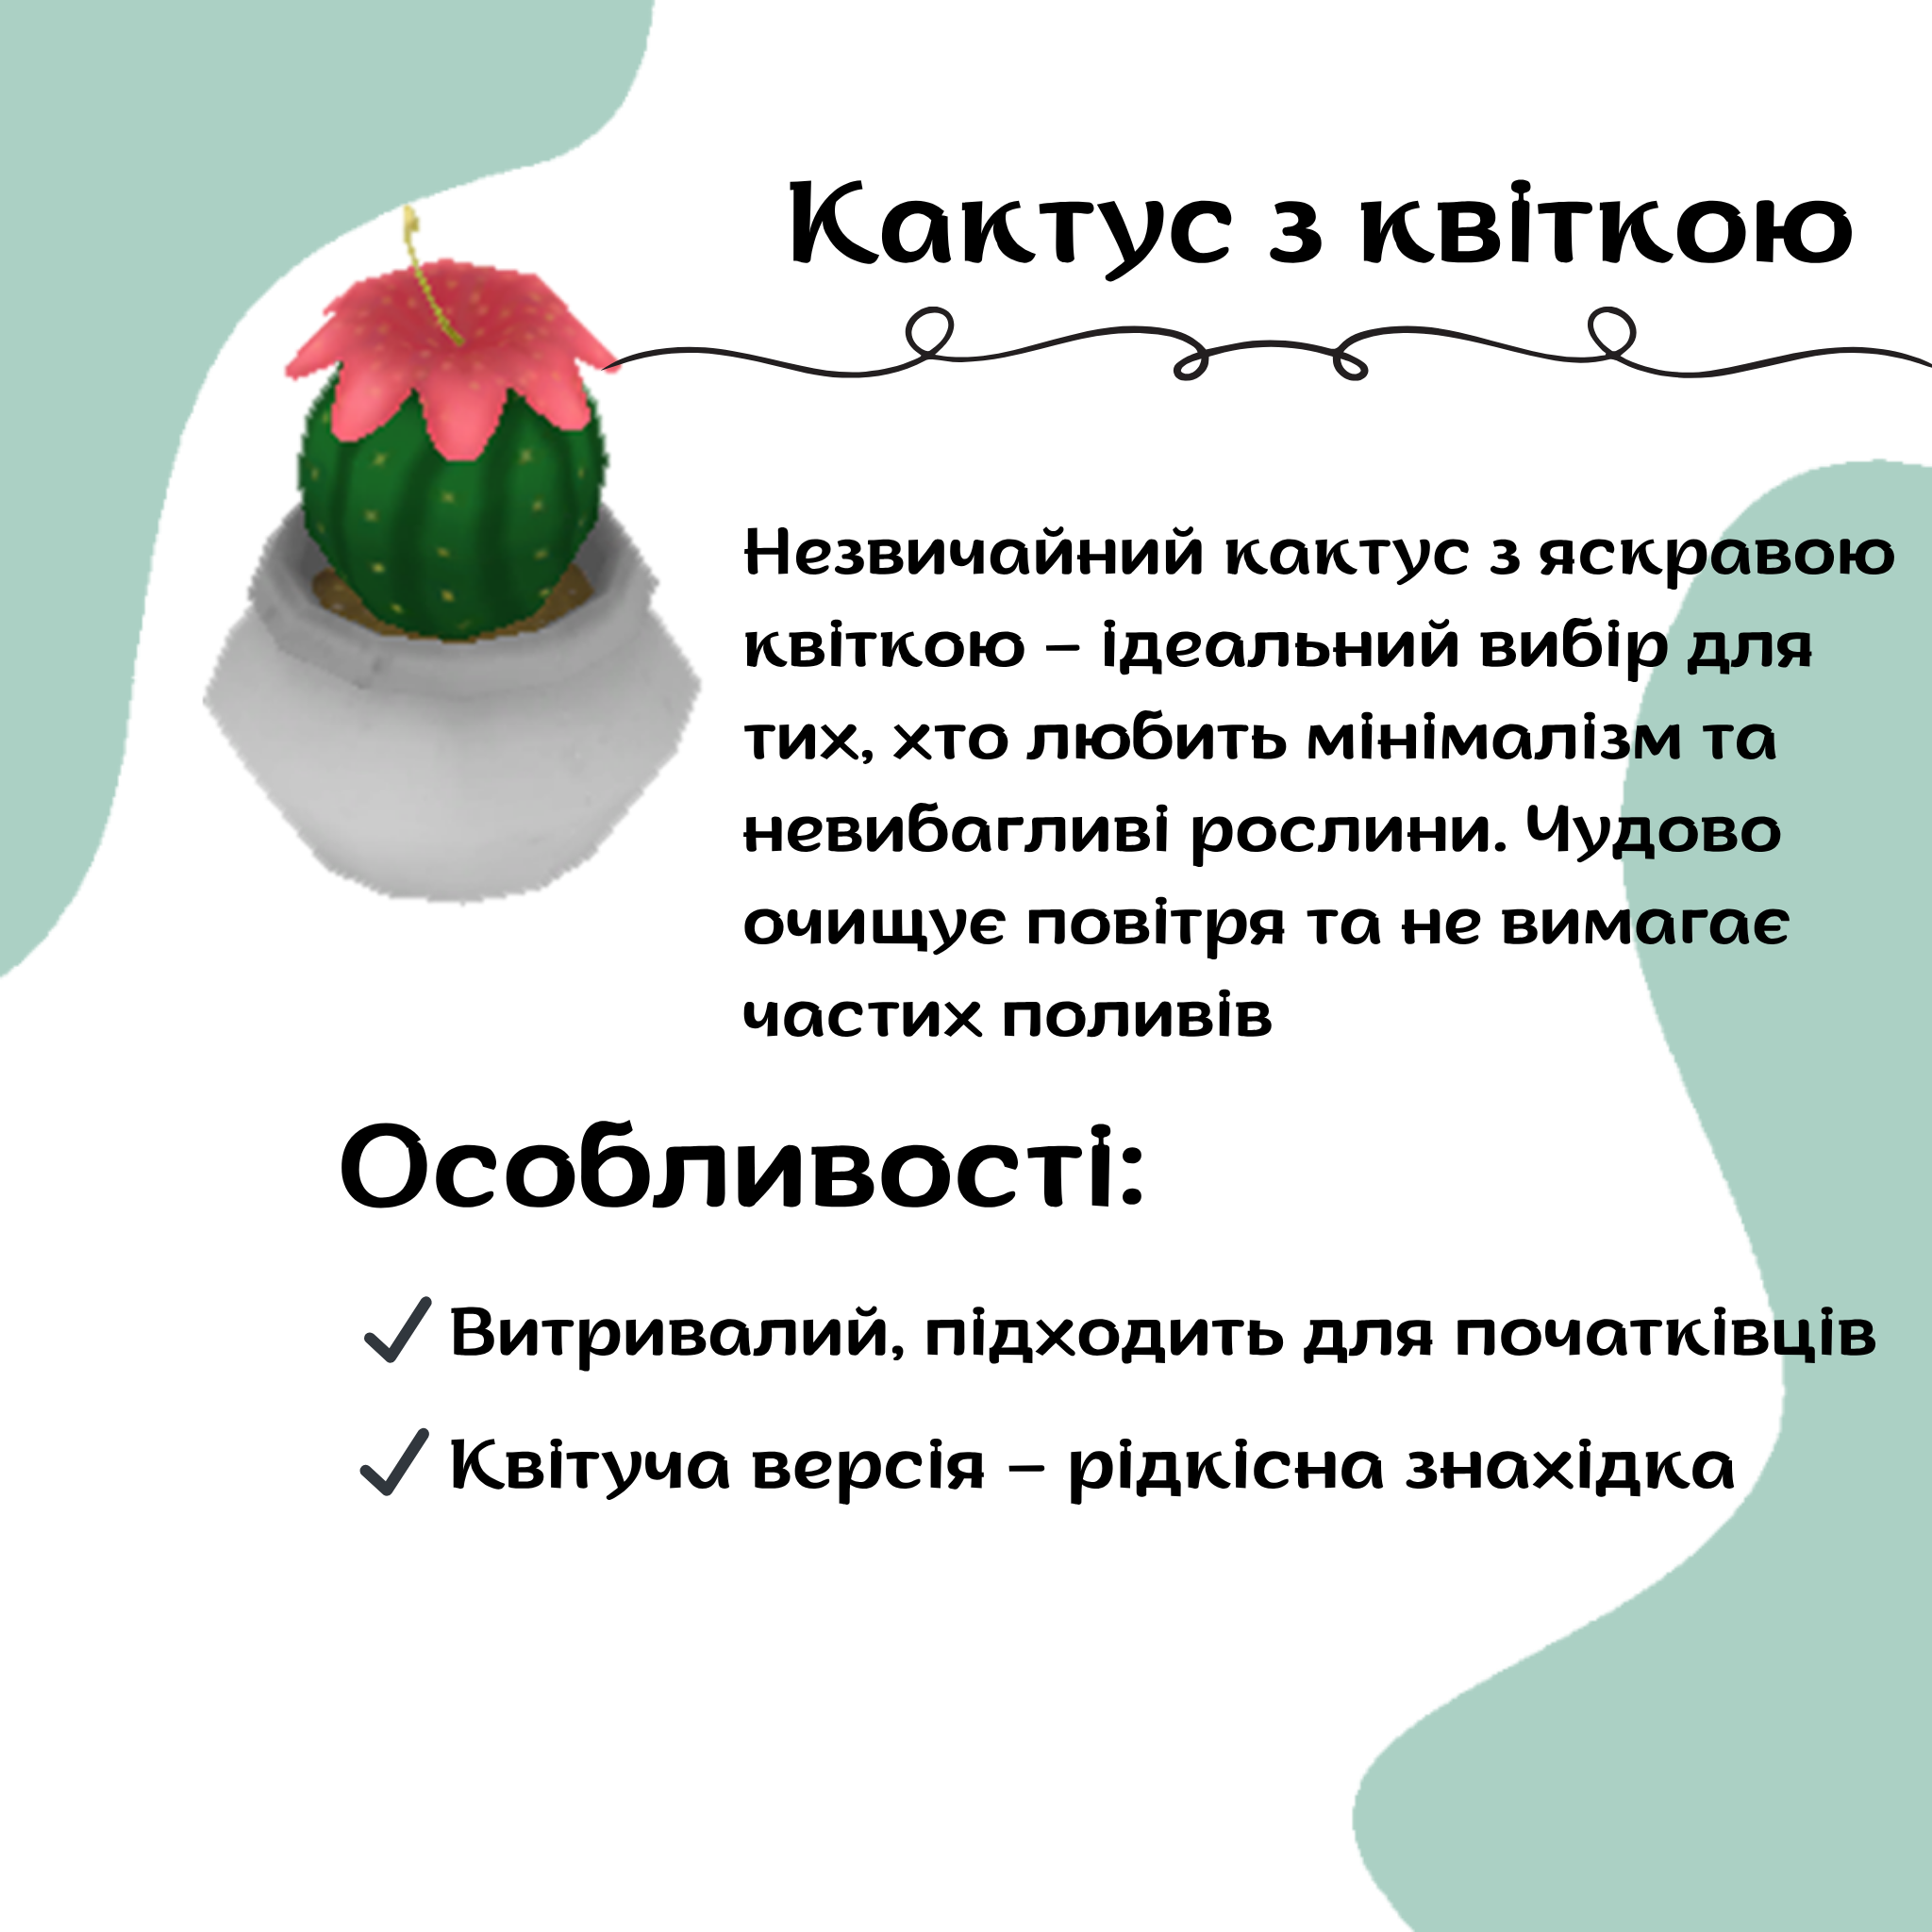 Кактус з квіткою
Незвичайний кактус з яскравою
квіткою – ідеальний вибір для
тих, хто любить мінімалізм та
невибагливі рослини. Чудово
очищує повітря та не вимагає
частих поливів
Особливості:
✓ Витривалий, підходить для початківців
✓ Квітуча версія – рідкісна знахідка